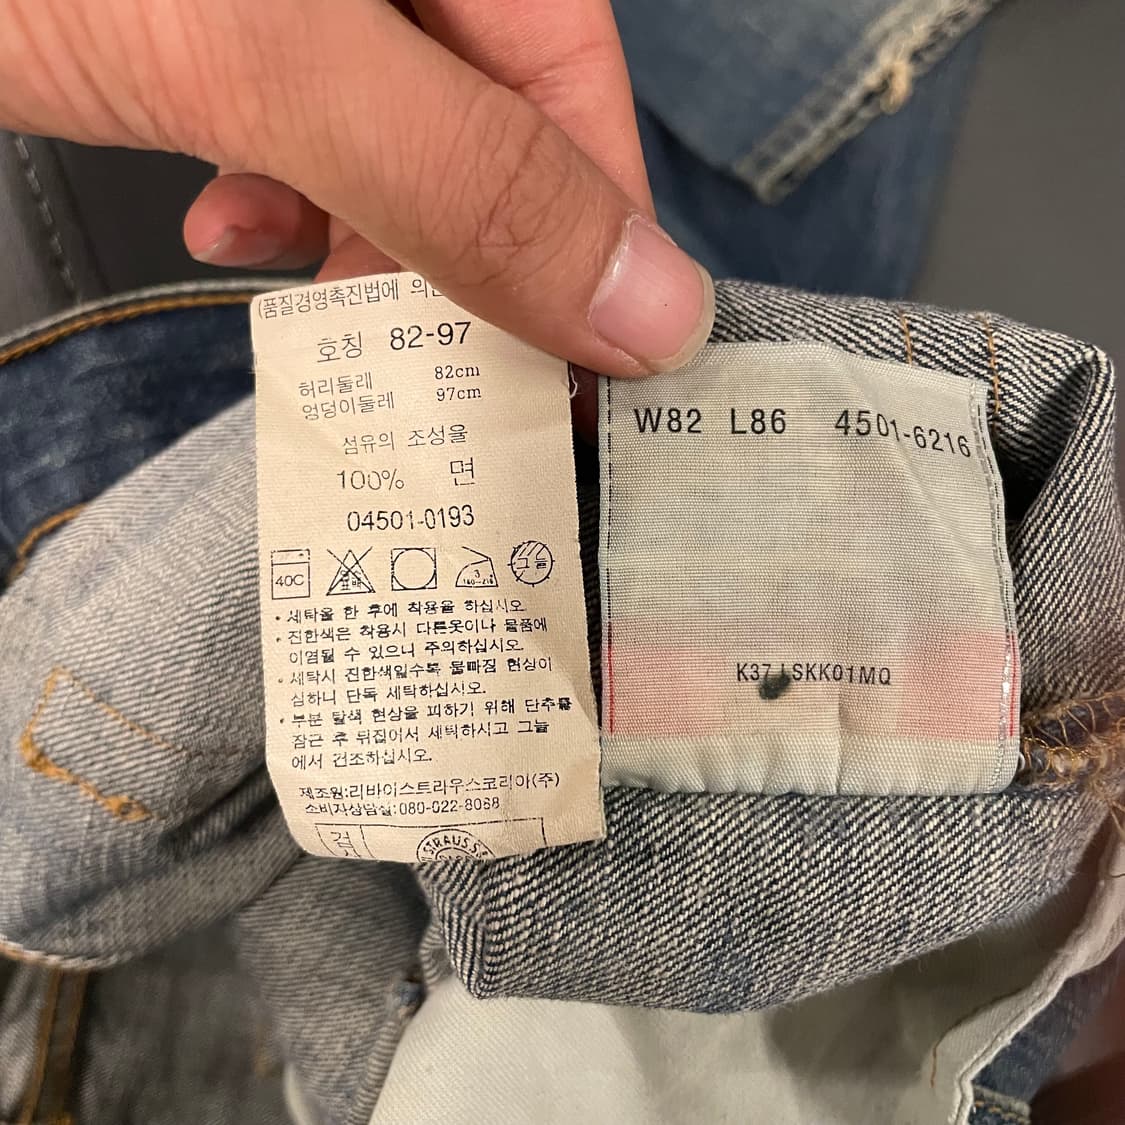 (품질경영촉진법에 의
호칭 82-97
허리둘레 82cm
엉덩이둘레 97cm
섬유의 조성율
100% 면
04501-0193
40C
3
그늘
• 세탁을 한 후에 착용을 하십시오.
• 진한색은 착용시 다른옷이나 물품에
이염될 수 있으니 주의하십시오.
• 세탁시 진한색일수록 물빠짐 현상이
심하니 단독 세탁하십시오.
• 부분 탈색 현상을 피하기 위해 단추를
잠근 후 뒤집어서 세탁하시고 그늘
에서 건조하십시오.
제조원:리바이스트라우스코리아(주)
소비자상담실:080-022-8068
검
STRAUSS
W82 L86 4501-6216
SKK01MQ